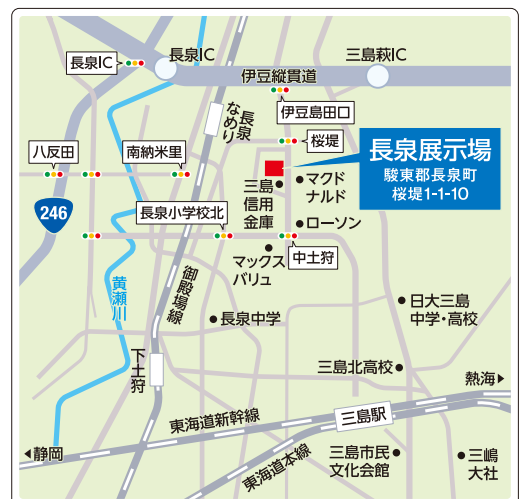 長泉IC
長泉IC
三島萩IC
伊豆縦貫道
伊豆島田口
長泉
なめり
桜堤
八反田
南納米里
長泉展示場
駿東郡長泉町
桜堤1-1-10
三島
信用
金庫
マクド
ナルド
246
長泉小学校北
ローソン
中土狩
マックス
バリュ
黄瀬川
御殿場線
長泉中学
日大三島
中学・高校
下土狩
三島北高校
熱海
東海道新幹線
三島駅
静岡
東海道本線
三島市民
文化会館
三嶋
大社